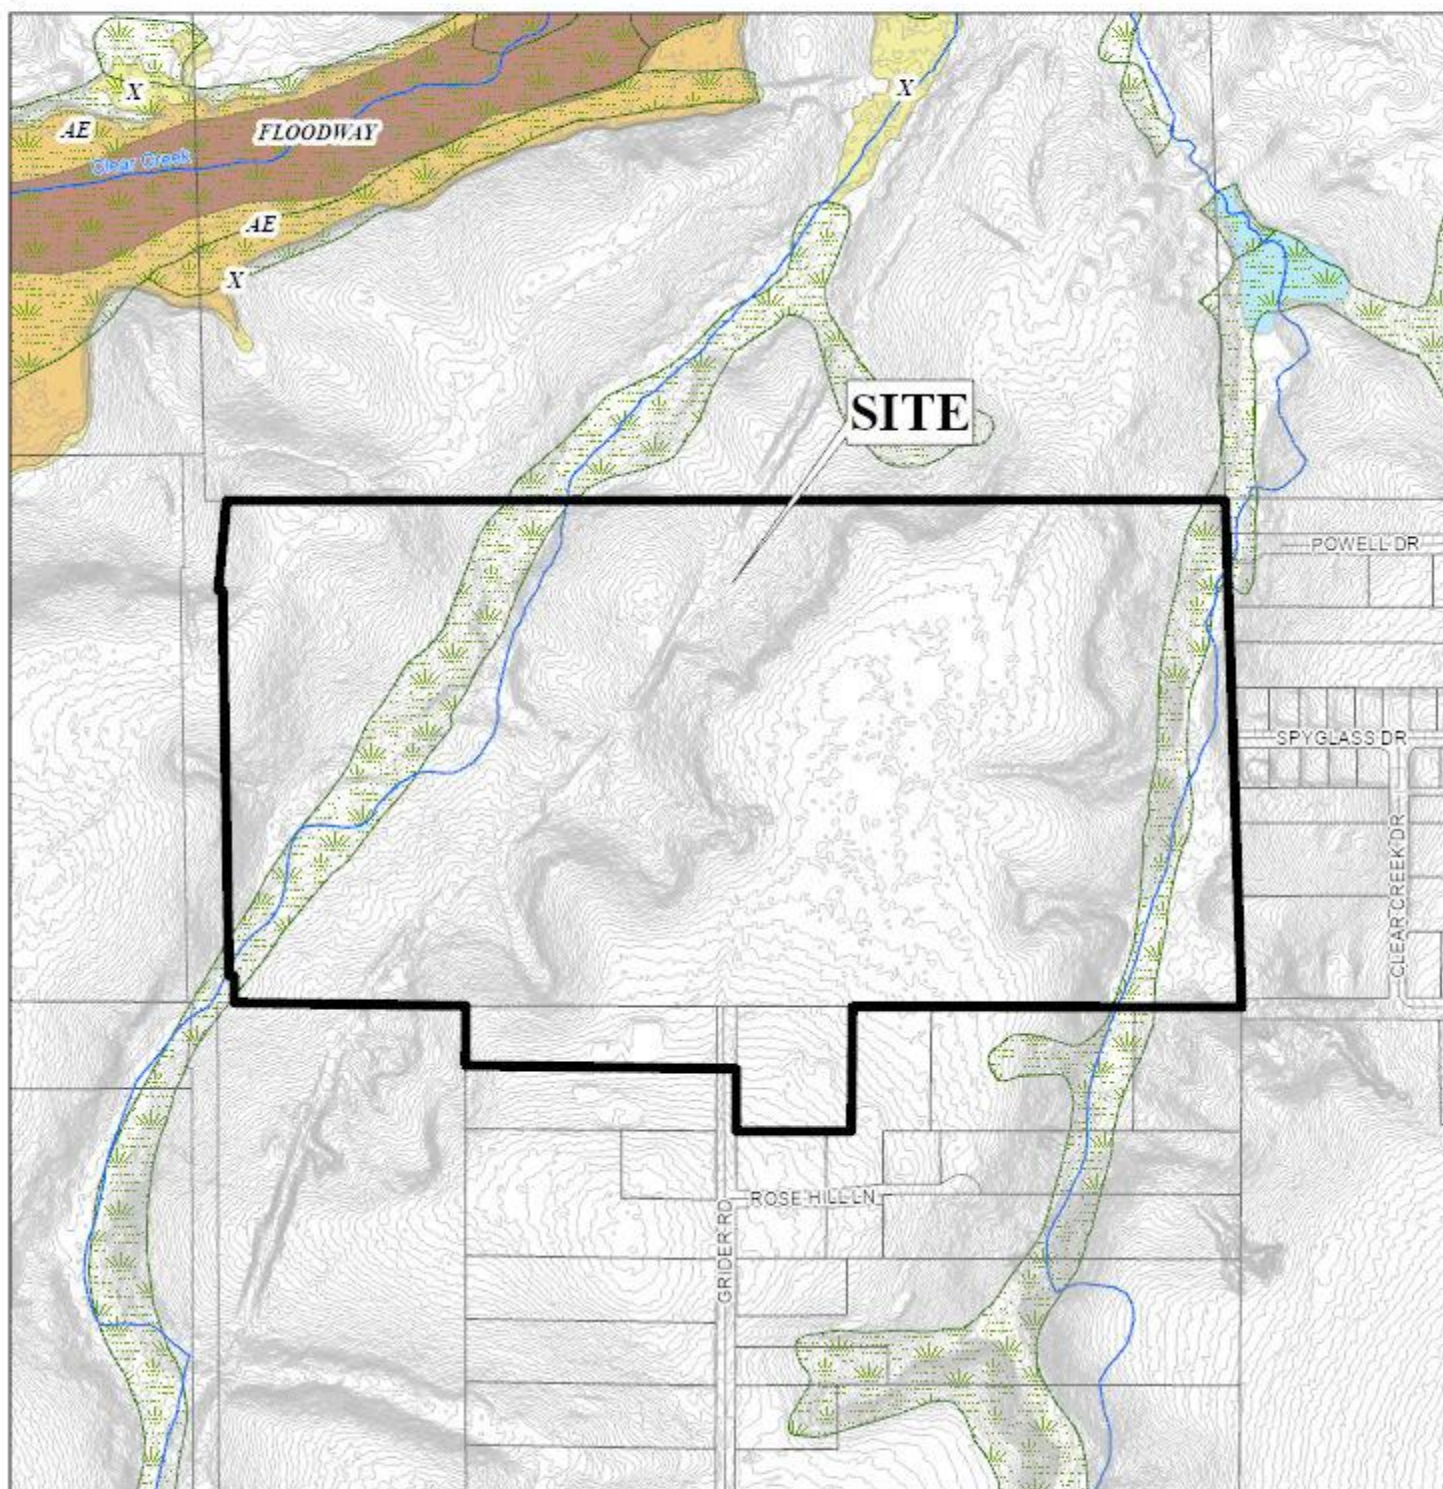 X
X
AE
FLOODWAY
Clear Creek
AE
X
SITE
POWELL DR
SPYGLASS DR
CLEAR CREEK DR
ROSE HILL LN
GRIDER RD